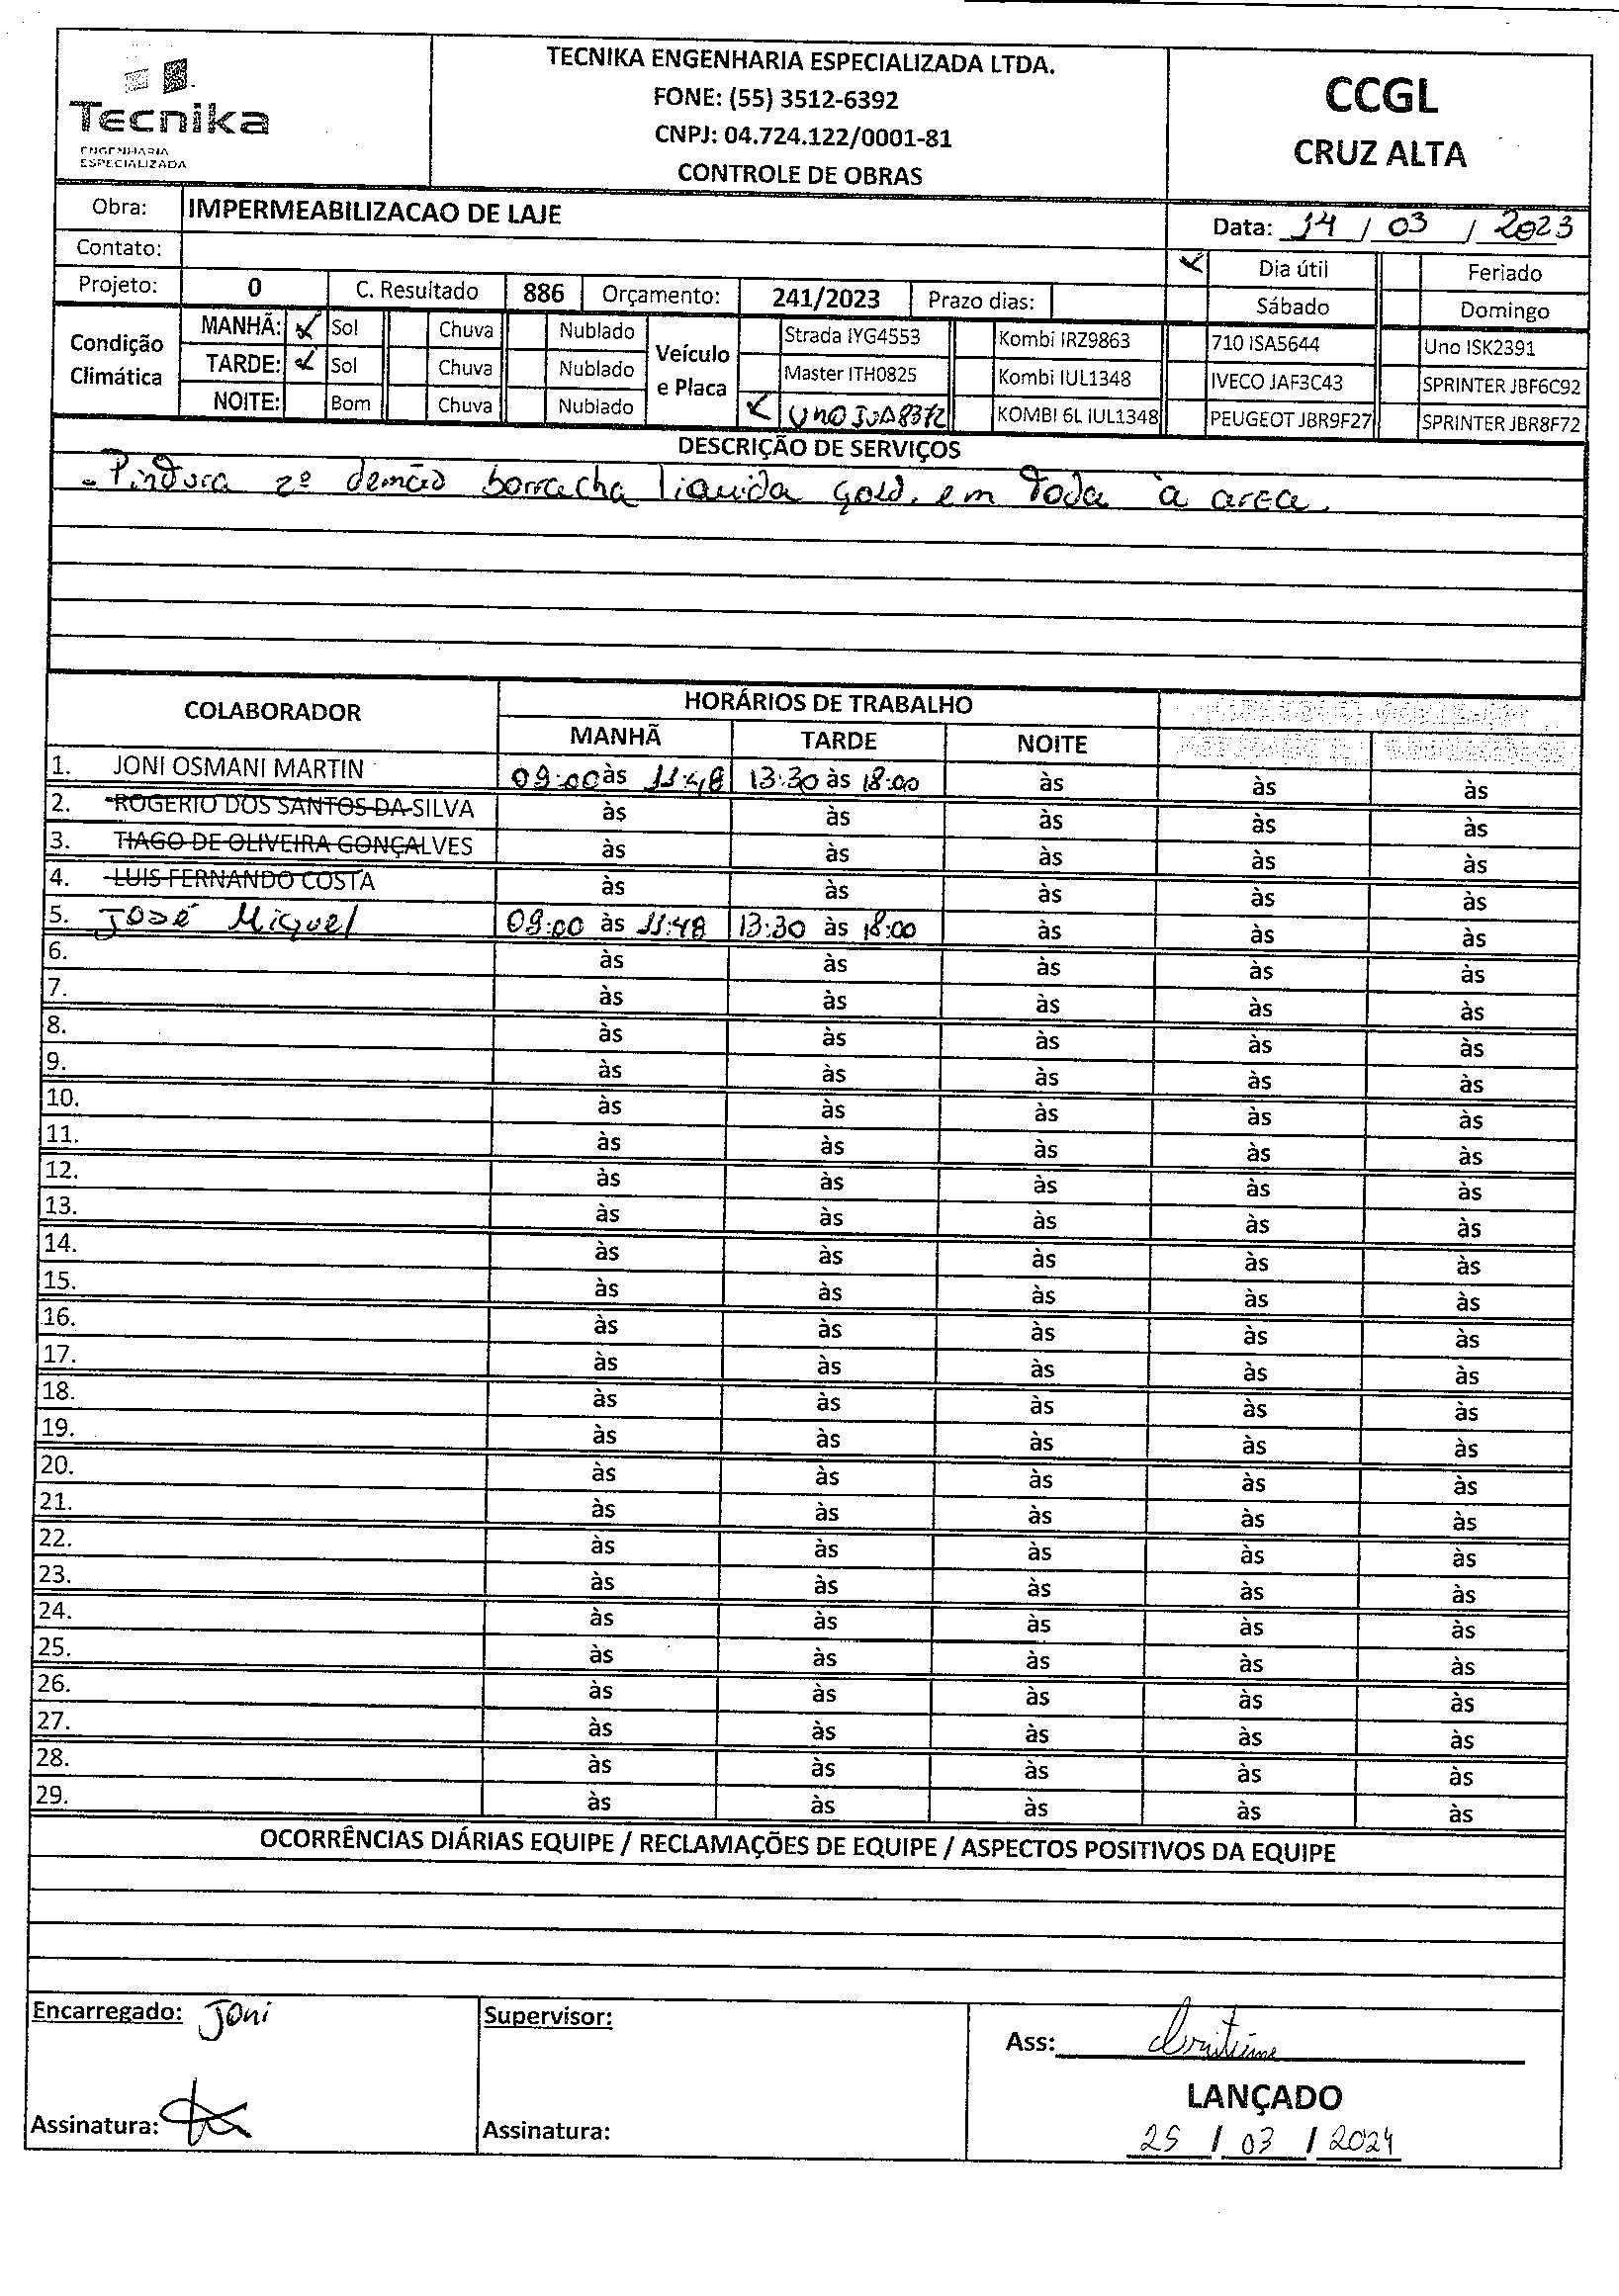 Tecnika
ENGENHARIA
ESPECIALIZADA
TECNIKA ENGENHARIA ESPECIALIZADA LTDA.
FONE: (55) 3512-6392
CNPJ: 04.724.122/0001-81
CONTROLE DE OBRAS
CCGL
CRUZ ALTA
Obra: IMPERMEABILIZACAO DE LAJE
Data: 14 / 03 / 2023
Contato:
Dia útil Feriado
Projeto: 0 C. Resultado 886 Orçamento: 241/2023 Prazo dias:
Sábado Domingo
Condição Climática
MANHÃ: Sol Chuva Nublado
TARDE: Sol Chuva Nublado
NOITE: Bom Chuva Nublado
Veículo e Placa
Strada IYG4553 Kombi IRZ9863 710 ISA5644 Uno ISK2391
Master ITH0825 Kombi IUL1348 IVECO JAF3C43 SPRINTER JBF6C92
UNO KOMBI 6L IUL1348 PEUGEOT JBR9F27 SPRINTER JBR8F72
DESCRIÇÃO DE SERVIÇOS
- Pintura 2º demão borracha liquida gold, em toda à area.
COLABORADOR HORÁRIOS DE TRABALHO
MANHÃ TARDE NOITE
1. JONI OSMANI MARTIN 09:00 às 11:48 13:30 às 18:00 às às às
2. ROGERIO DOS SANTOS DA SILVA às às às às às
3. TIAGO DE OLIVEIRA GONÇALVES às às às às às
4. LUIS FERNANDO COSTA às às às às às
5. José Miguel 09:00 às 11:48 13:30 às 18:00 às às às
6. às às às às às
7. às às às às às
8. às às às às às
9. às às às às às
10. às às às às às
11. às às às às às
12. às às às às às
13. às às às às às
14. às às às às às
15. às às às às às
16. às às às às às
17. às às às às às
18. às às às às às
19. às às às às às
20. às às às às às
21. às às às às às
22. às às às às às
23. às às às às às
24. às às às às às
25. às às às às às
26. às às às às às
27. às às às às às
28. às às às às às
29. às às às às às
OCORRÊNCIAS DIÁRIAS EQUIPE / RECLAMAÇÕES DE EQUIPE / ASPECTOS POSITIVOS DA EQUIPE
Encarregado: Joni
Supervisor:
Ass:
LANÇADO
Assinatura:
Assinatura:
25 / 03 / 2024